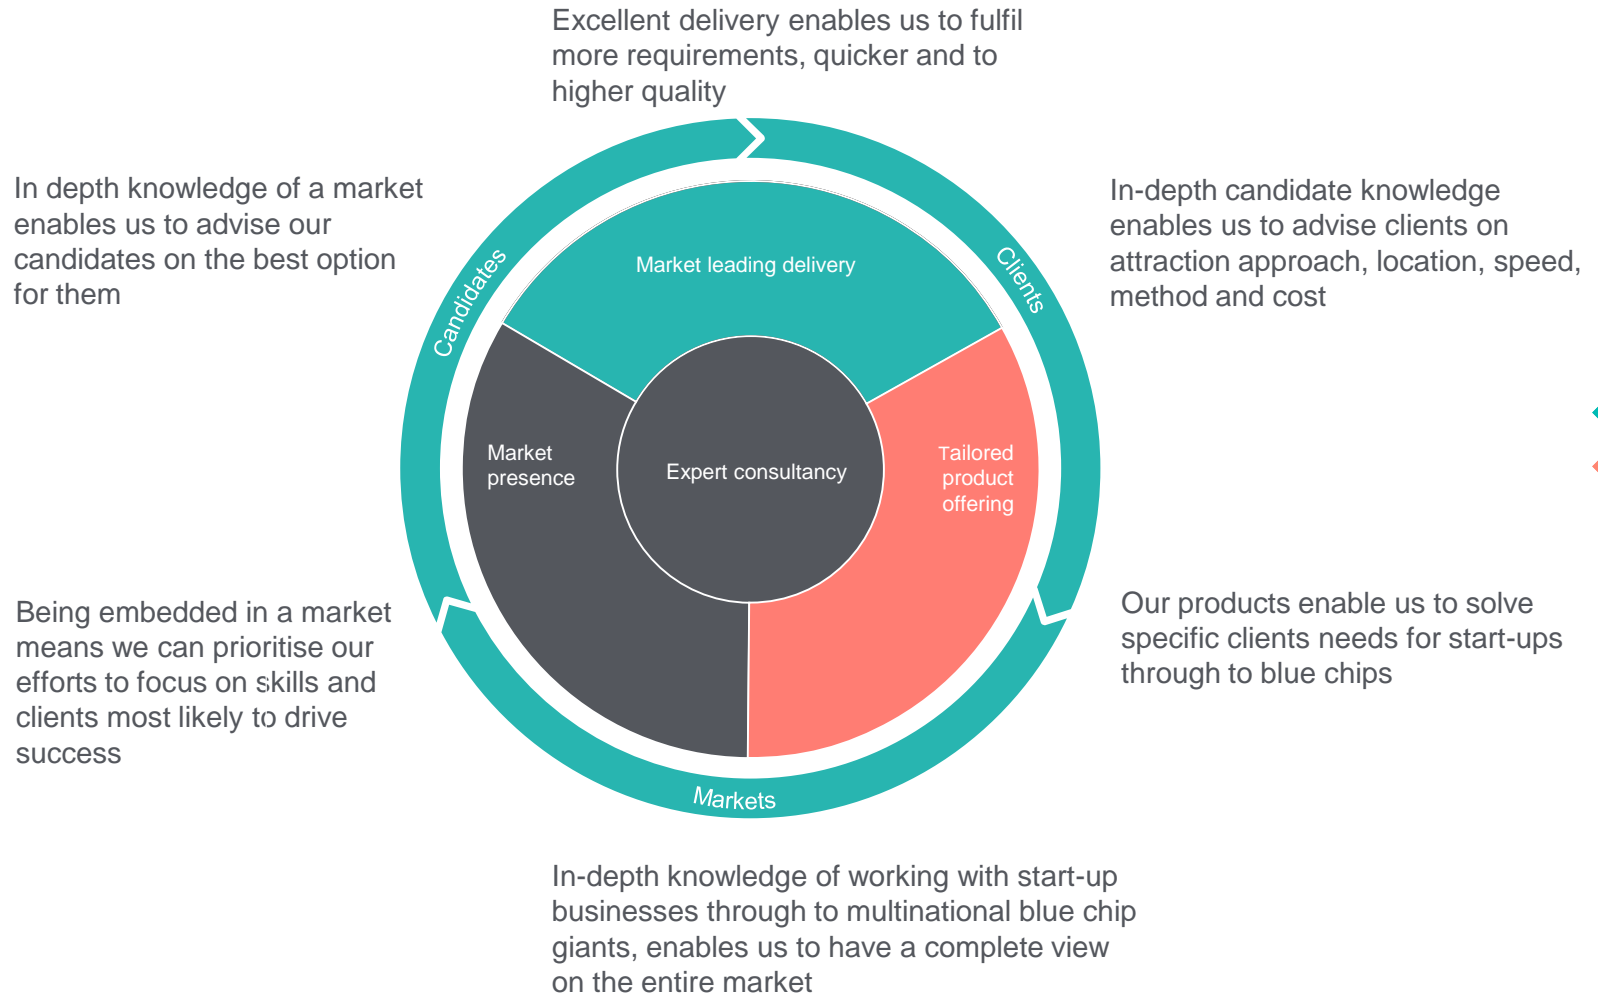 Excellent delivery enables us to fulfil
more requirements, quicker and to
higher quality
In depth knowledge of a market
enables us to advise our
candidates on the best option
for them
In-depth candidate knowledge
enables us to advise clients on
attraction approach, location, speed,
method and cost
Candidates
Clients
Market leading delivery
Market
presence
Expert consultancy
Tailored
product
offering
Being embedded in a market
means we can prioritise our
efforts to focus on skills and
clients most likely to drive
success
Our products enable us to solve
specific clients needs for start-ups
through to blue chips
Markets
In-depth knowledge of working with start-up
businesses through to multinational blue chip
giants, enables us to have a complete view
on the entire market